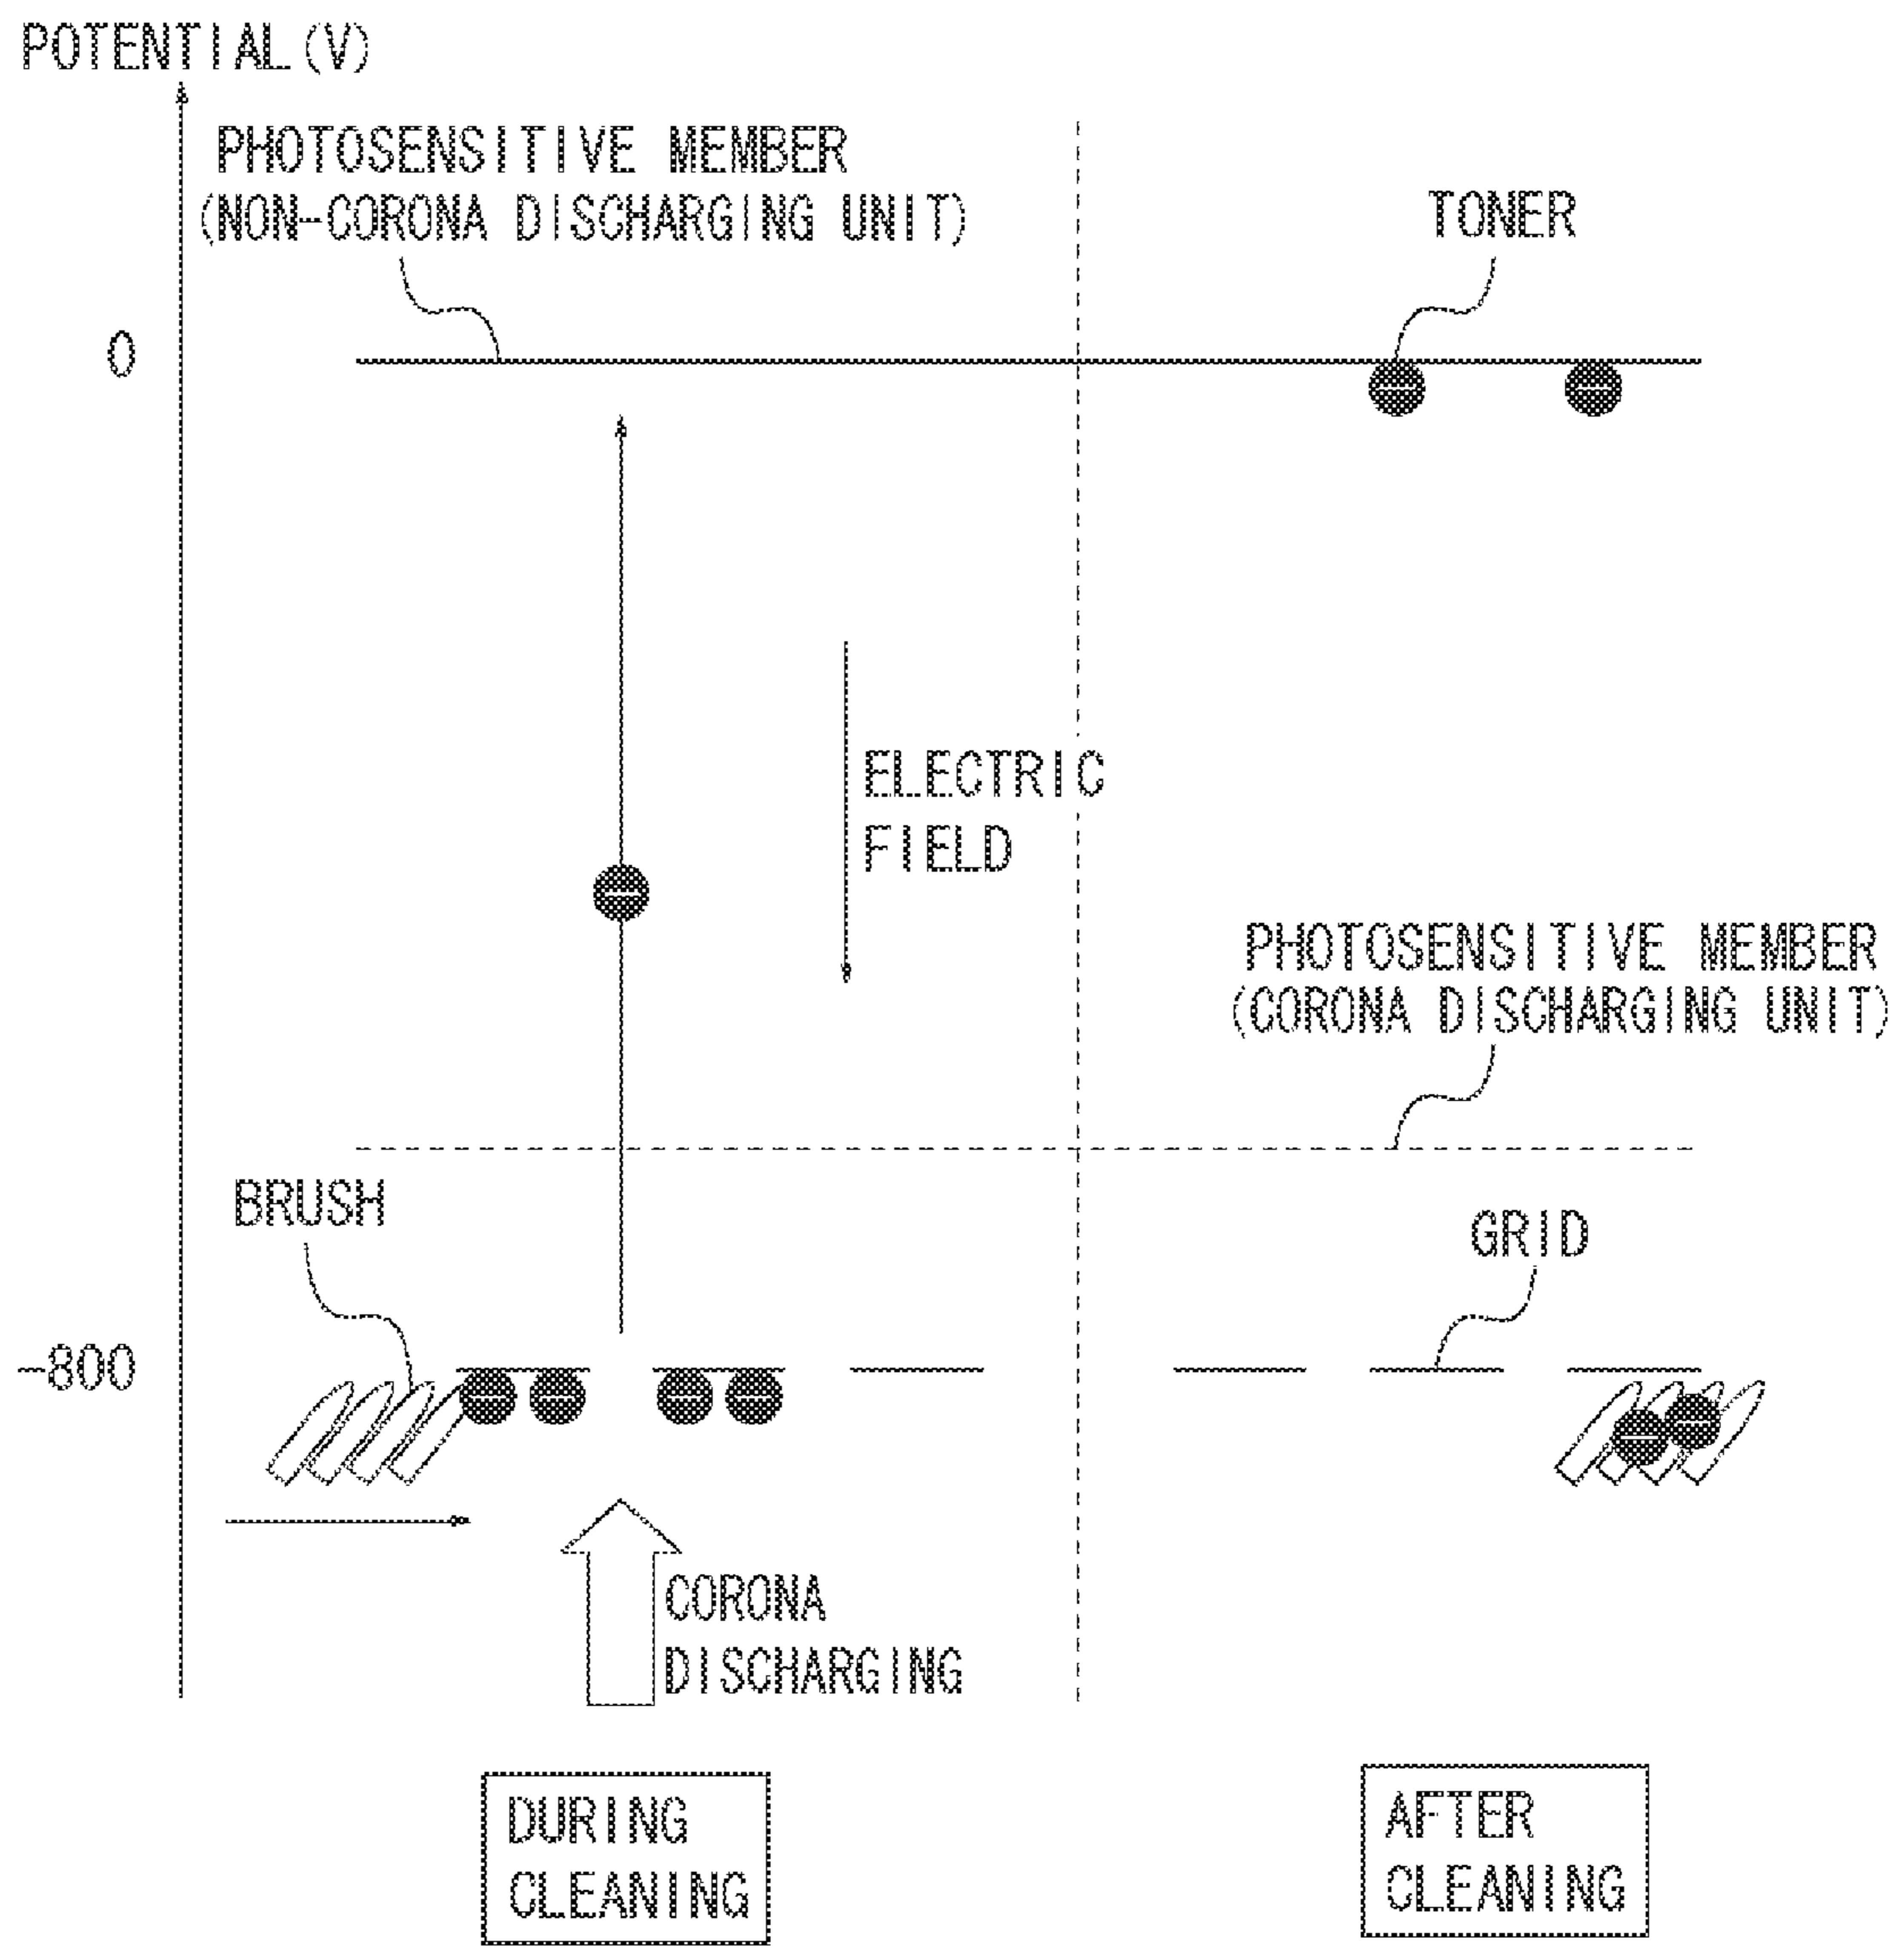 POTENTIAL(V)
PHOTOSENSITIVE MEMBER
(NON-CORONA DISCHARGING UNIT)
TONER
0
ELECTRIC
FIELD
PHOTOSENSITIVE MEMBER
(CORONA DISCHARGING UNIT)
BRUSH
GRID
-800
CORONA
DISCHARGING
DURING
CLEANING
AFTER
CLEANING